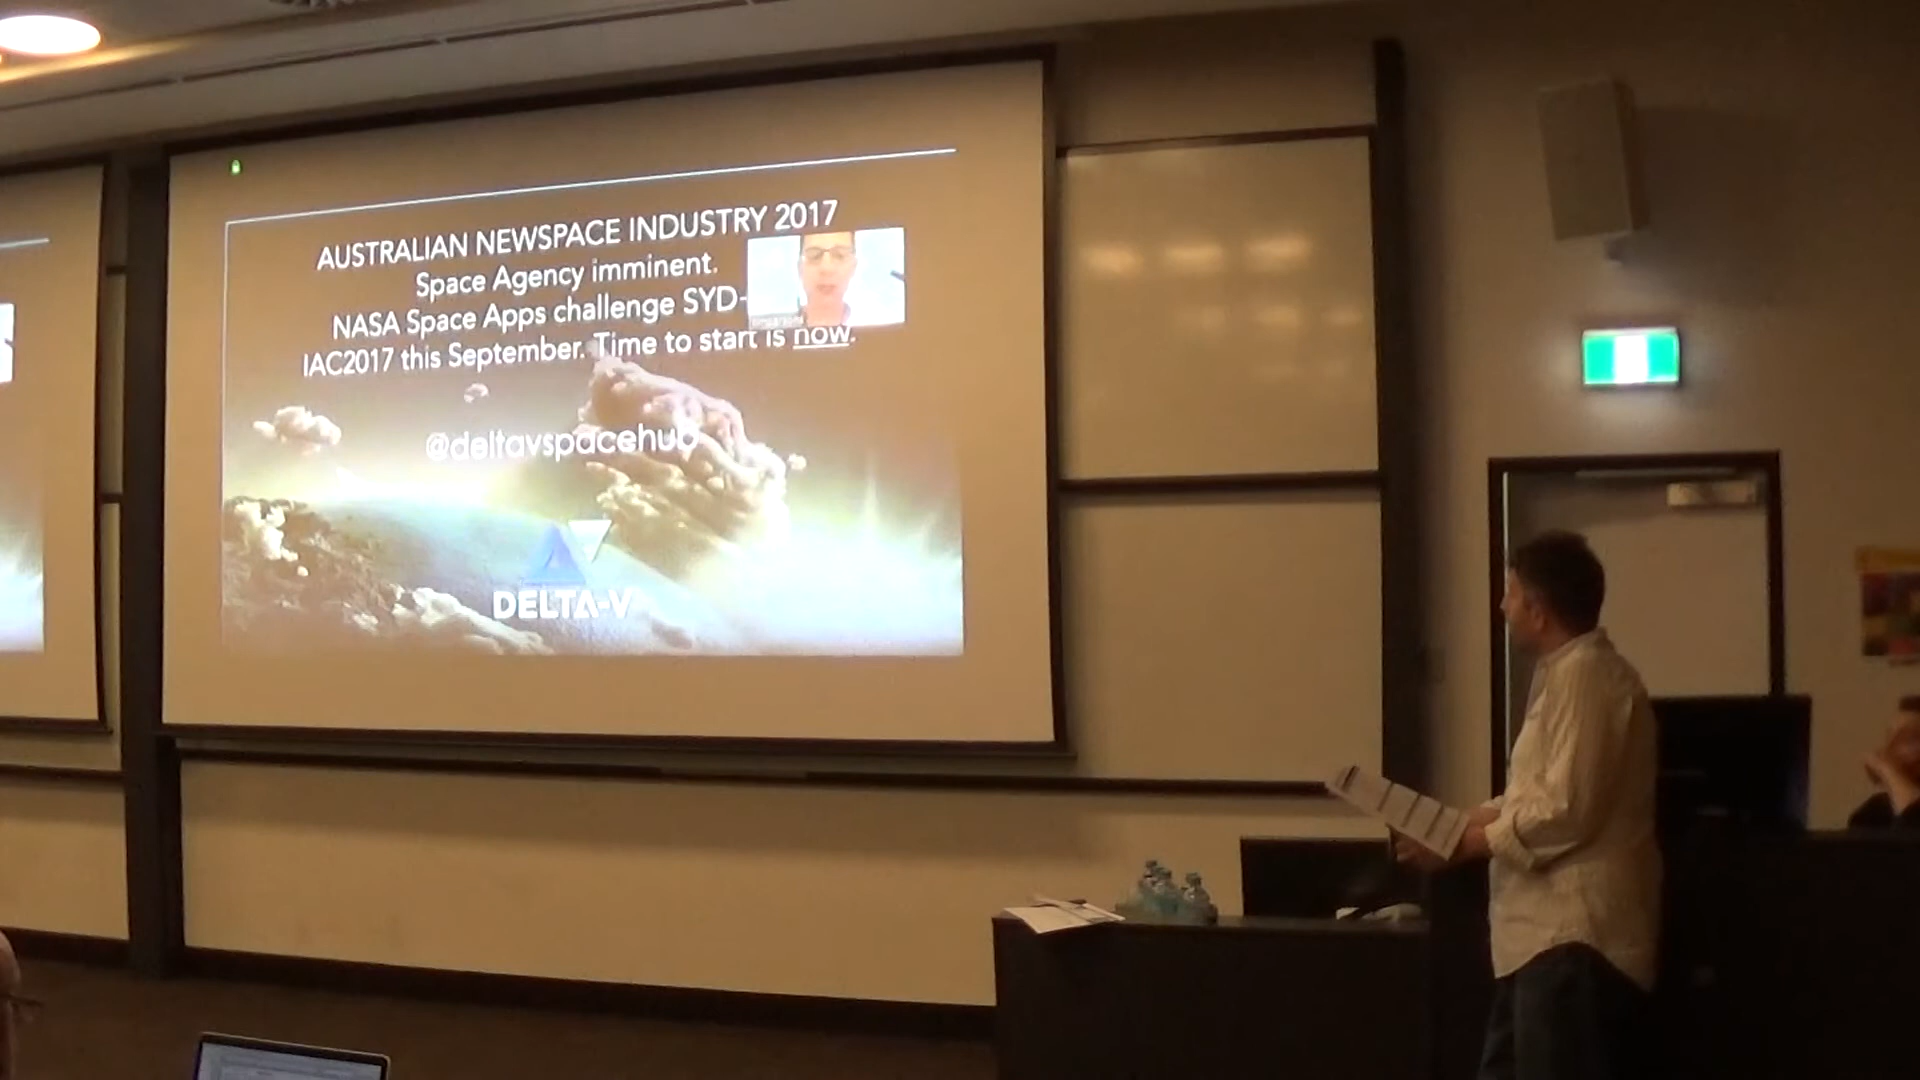 AUSTRALIAN NEWSPACE INDUSTRY 2017
Space Agency imminent.
NASA Space Apps challenge SYD-
IAC2017 this September. Time to start is now.
@deltavspacehub
DELTA-V